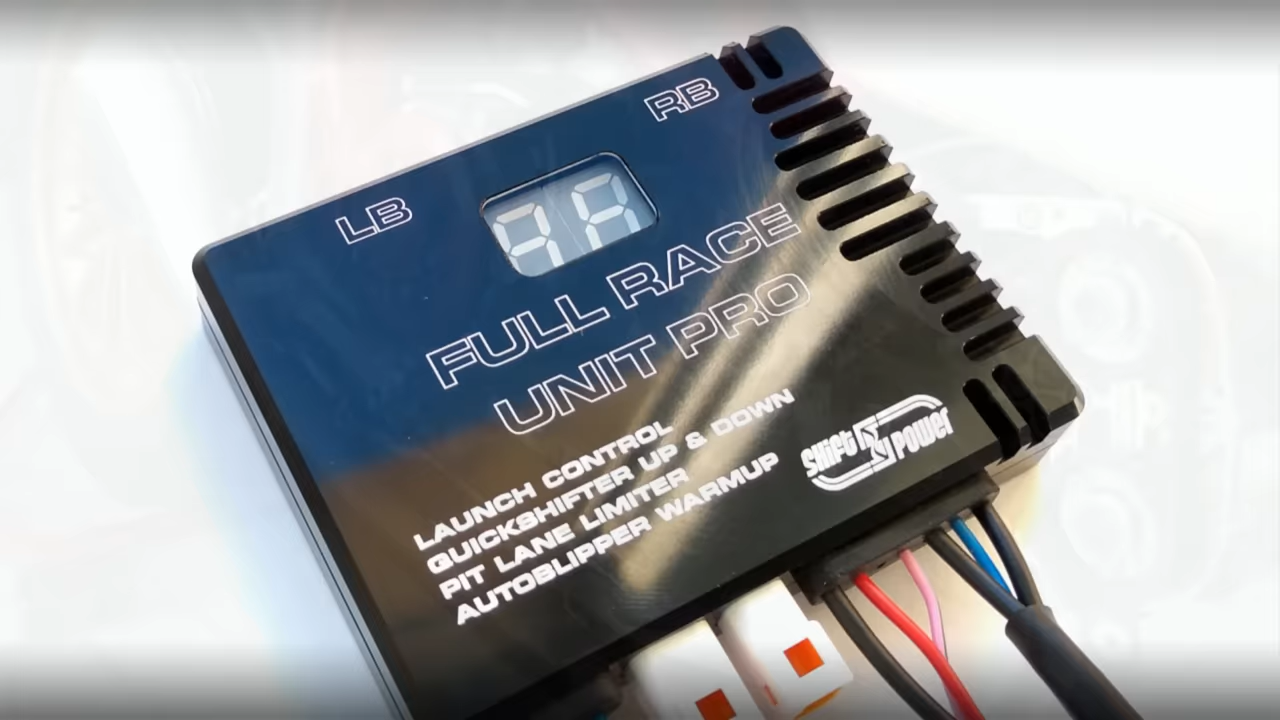 LB
RB
FULL RACE
UNIT PRO
LAUNCH CONTROL
QUICKSHIFTER UP & DOWN
PIT LANE LIMITER
AUTOBLIPPER WARMUP
shift power